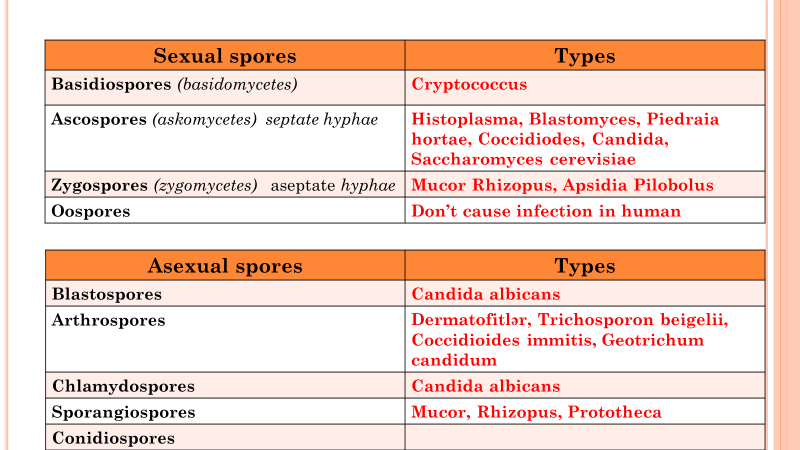 Sexual spores Types
Basidiospores (basidomycetes) Cryptococcus
Ascospores (askomycetes) septate hyphae Histoplasma, Blastomyces, Piedraia
hortae, Coccidiodes, Candida,
Saccharomyces cerevisiae
Zygospores (zygomycetes) aseptate hyphae Mucor Rhizopus, Apsidia Pilobolus
Oospores Don't cause infection in human
Asexual spores Types
Blastospores Candida albicans
Arthrospores Dermatofitlər, Trichosporon beigelii,
Coccidioides immitis, Geotrichum
candidum
Chlamydospores Candida albicans
Sporangiospores Mucor, Rhizopus, Prototheca
Conidiospores